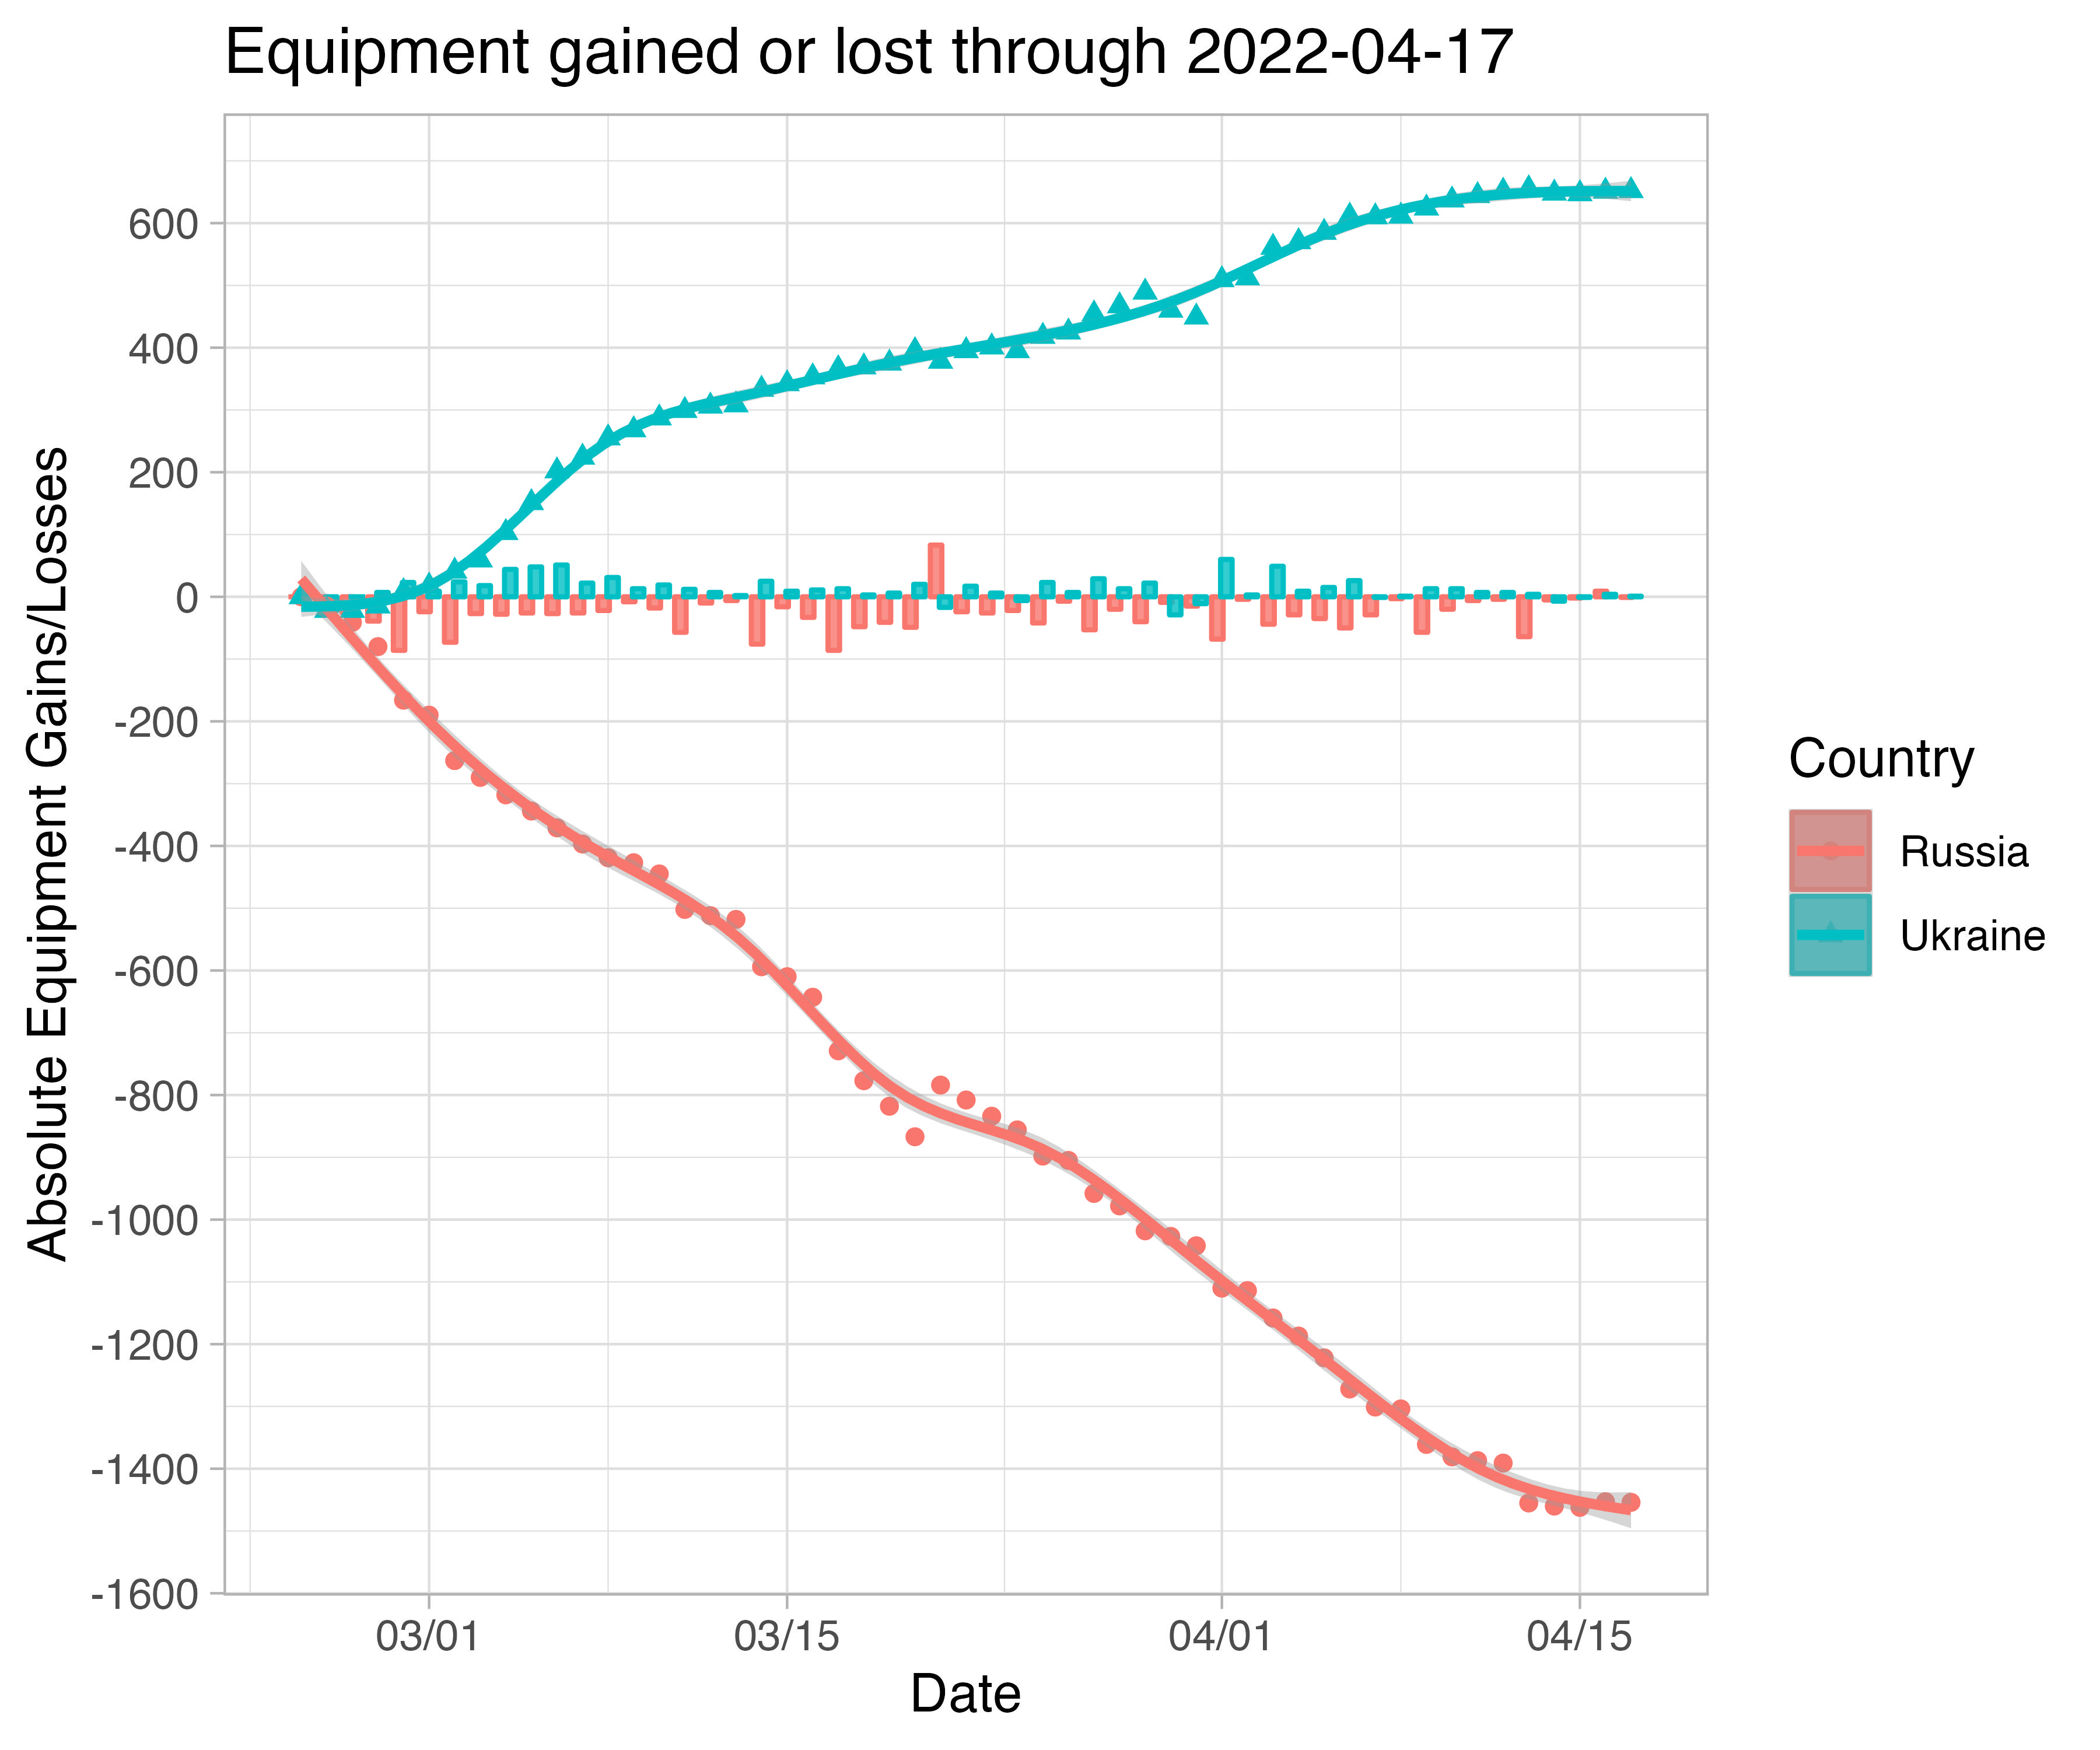 Equipment gained or lost through 2022-04-17
Absolute Equipment Gains/Losses
600
400
200
0
-200
-400
-600
-800
-1000
-1200
-1400
-1600
03/01
03/15
04/01
04/15
Date
Country
Russia
Ukraine